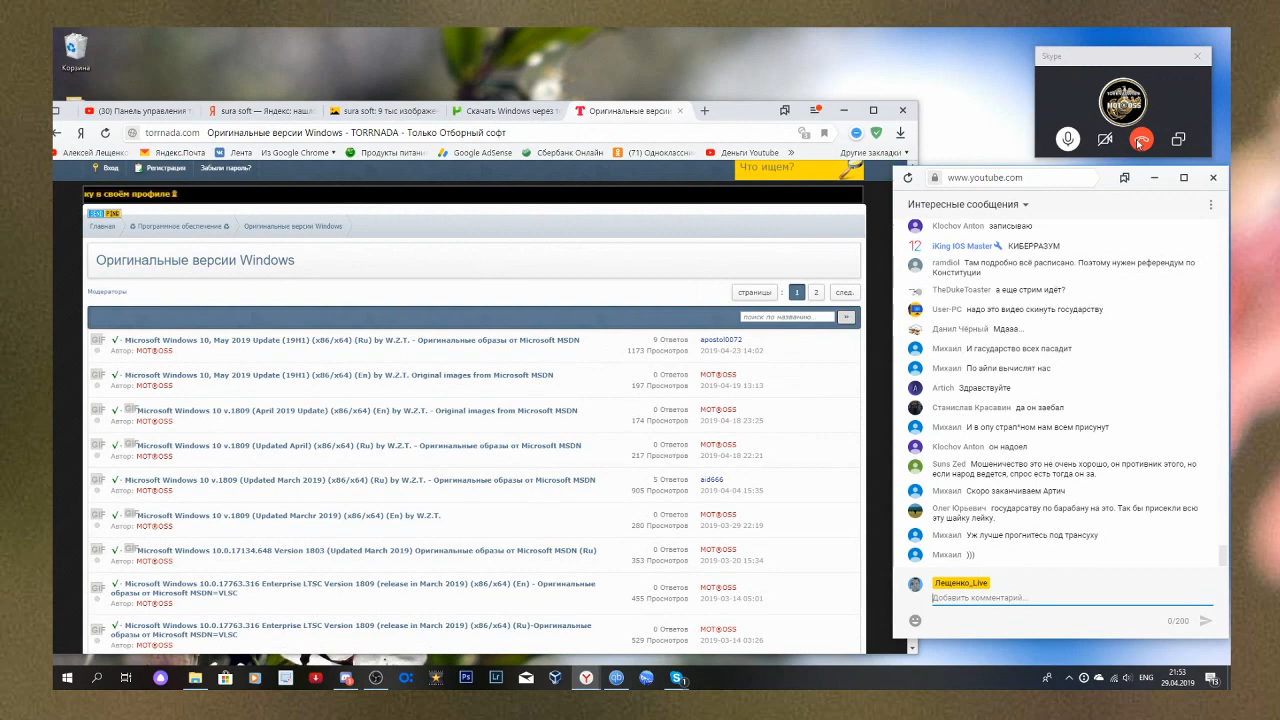 Корзина
Skype
(30) Панель управления т
sura soft — Яндекс: нашло
sura soft: 9 тыс изображе
Скачать Windows через т
Оригинальные версии
torrnada.com Оригинальные версии Windows - TORRNADA - Только Отборный софт
Алексей Лещенко
Яндекс.Почта
Лента
Из Google Chrome
Продукты питани
Google AdSense
Сбербанк Онлайн
(71) Одноклассни
Деньги Youtube
»
Другие закладки
Вход
Регистрация
Забыли пароль?
Что ищем?
ку в своём профиле
SEND PING
Главная
Программное обеспечение
Оригинальные версии Windows
Оригинальные версии Windows
Модераторы
страницы : 1 2 след.
поиск по названию...
GIF Microsoft Windows 10, May 2019 Update (19H1) (x86/x64) (Ru) by W.Z.T. - Оригинальные образы от Microsoft MSDN
Автор: MOT®OSS
9 Ответов
1173 Просмотров
apostol0072
2019-04-23 14:02
GIF Microsoft Windows 10, May 2019 Update (19H1) (x86/x64) (En) by W.Z.T. Original images from Microsoft MSDN
Автор: MOT®OSS
0 Ответов
197 Просмотров
MOT®OSS
2019-04-19 13:13
GIF GIF Microsoft Windows 10 v.1809 (April 2019 Update) (x86/x64) (En) by W.Z.T. - Original images from Microsoft MSDN
Автор: MOT®OSS
0 Ответов
174 Просмотров
MOT®OSS
2019-04-18 23:25
GIF GIF Microsoft Windows 10 v.1809 (Updated April) (x86/x64) (Ru) by W.Z.T. - Оригинальные образы от Microsoft MSDN
Автор: MOT®OSS
0 Ответов
217 Просмотров
MOT®OSS
2019-04-18 22:21
GIF Microsoft Windows 10 v.1809 (Updated March 2019) (x86/x64) (Ru) by W.Z.T. - Оригинальные образы от Microsoft MSDN
Автор: MOT®OSS
5 Ответов
905 Просмотров
aid666
2019-04-04 15:35
GIF GIF Microsoft Windows 10 v.1809 (Updated Marchr 2019) (x86/x64) (En) by W.Z.T.
Автор: MOT®OSS
0 Ответов
280 Просмотров
MOT®OSS
2019-03-29 22:19
GIF GIF Microsoft Windows 10.0.17134.648 Version 1803 (Updated March 2019) Оригинальные образы от Microsoft MSDN (Ru)
Автор: MOT®OSS
0 Ответов
353 Просмотров
MOT®OSS
2019-03-20 15:34
GIF Microsoft Windows 10.0.17763.316 Enterprise LTSC Version 1809 (release in March 2019) (x86/x64) (En) - Оригинальные
образы от Microsoft MSDN=VLSC
Автор: MOT®OSS
0 Ответов
455 Просмотров
MOT®OSS
2019-03-14 05:01
GIF Microsoft Windows 10.0.17763.316 Enterprise LTSC Version 1809 (release in March 2019) (x86/x64) (Ru)-Оригинальные
образы от Microsoft MSDN=VLSC
Автор: MOT®OSS
0 Ответов
529 Просмотров
MOT®OSS
2019-03-14 03:26
www.youtube.com
Интересные сообщения
Klochov Anton записываю
12 iKing IOS Master КИБЕРРАЗУМ
ramdiol Там подробно всё расписано. Поэтому нужен референдум по
Конституции
TheDukeToaster а еще стрим идёт?
User-PC надо это видео скинуть государству
Данил Чёрный Мдааа...
Михаил И гасударство всех пасадит
Михаил По айпи вычислят нас
A Artich Здравствуйте
Станислав Красавин да он заебал
Михаил И в опу страп*ном нам всем присунут
Klochov Anton он надоел
Suns Zed Мошеничество это не очень хорошо, он противник этого, но
если народ ведется, спрос есть тогда он за.
Михаил Скоро заканчиваем Артич
Олег Юрьевич государству по барабану на это. Так бы присекли всю
эту шайку лейку.
Михаил Уж лучше прогнитесь под трансуху
Михаил )))
Лещенко_Live
Добавить комментарий...
0/200
ENG
21:53
29.04.2019